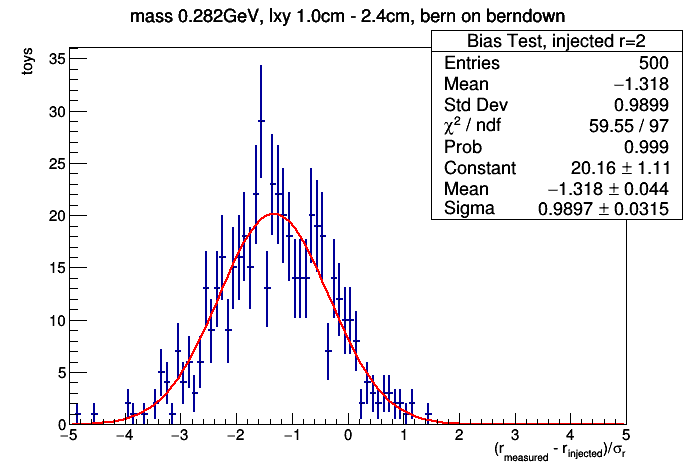 mass 0.282GeV, lxy 1.0cm - 2.4cm, bern on berndown
Bias Test, injected r=2
Entries 500
Mean −1.318
Std Dev 0.9899
χ² / ndf 59.55 / 97
Prob 0.999
Constant 20.16 ± 1.11
Mean −1.318 ± 0.044
Sigma 0.9897 ± 0.0315
toys
35
30
25
20
15
10
5
0
−5 −4 −3 −2 −1 0 1 2 3 4 5
(r_measured - r_injected)/σ_r